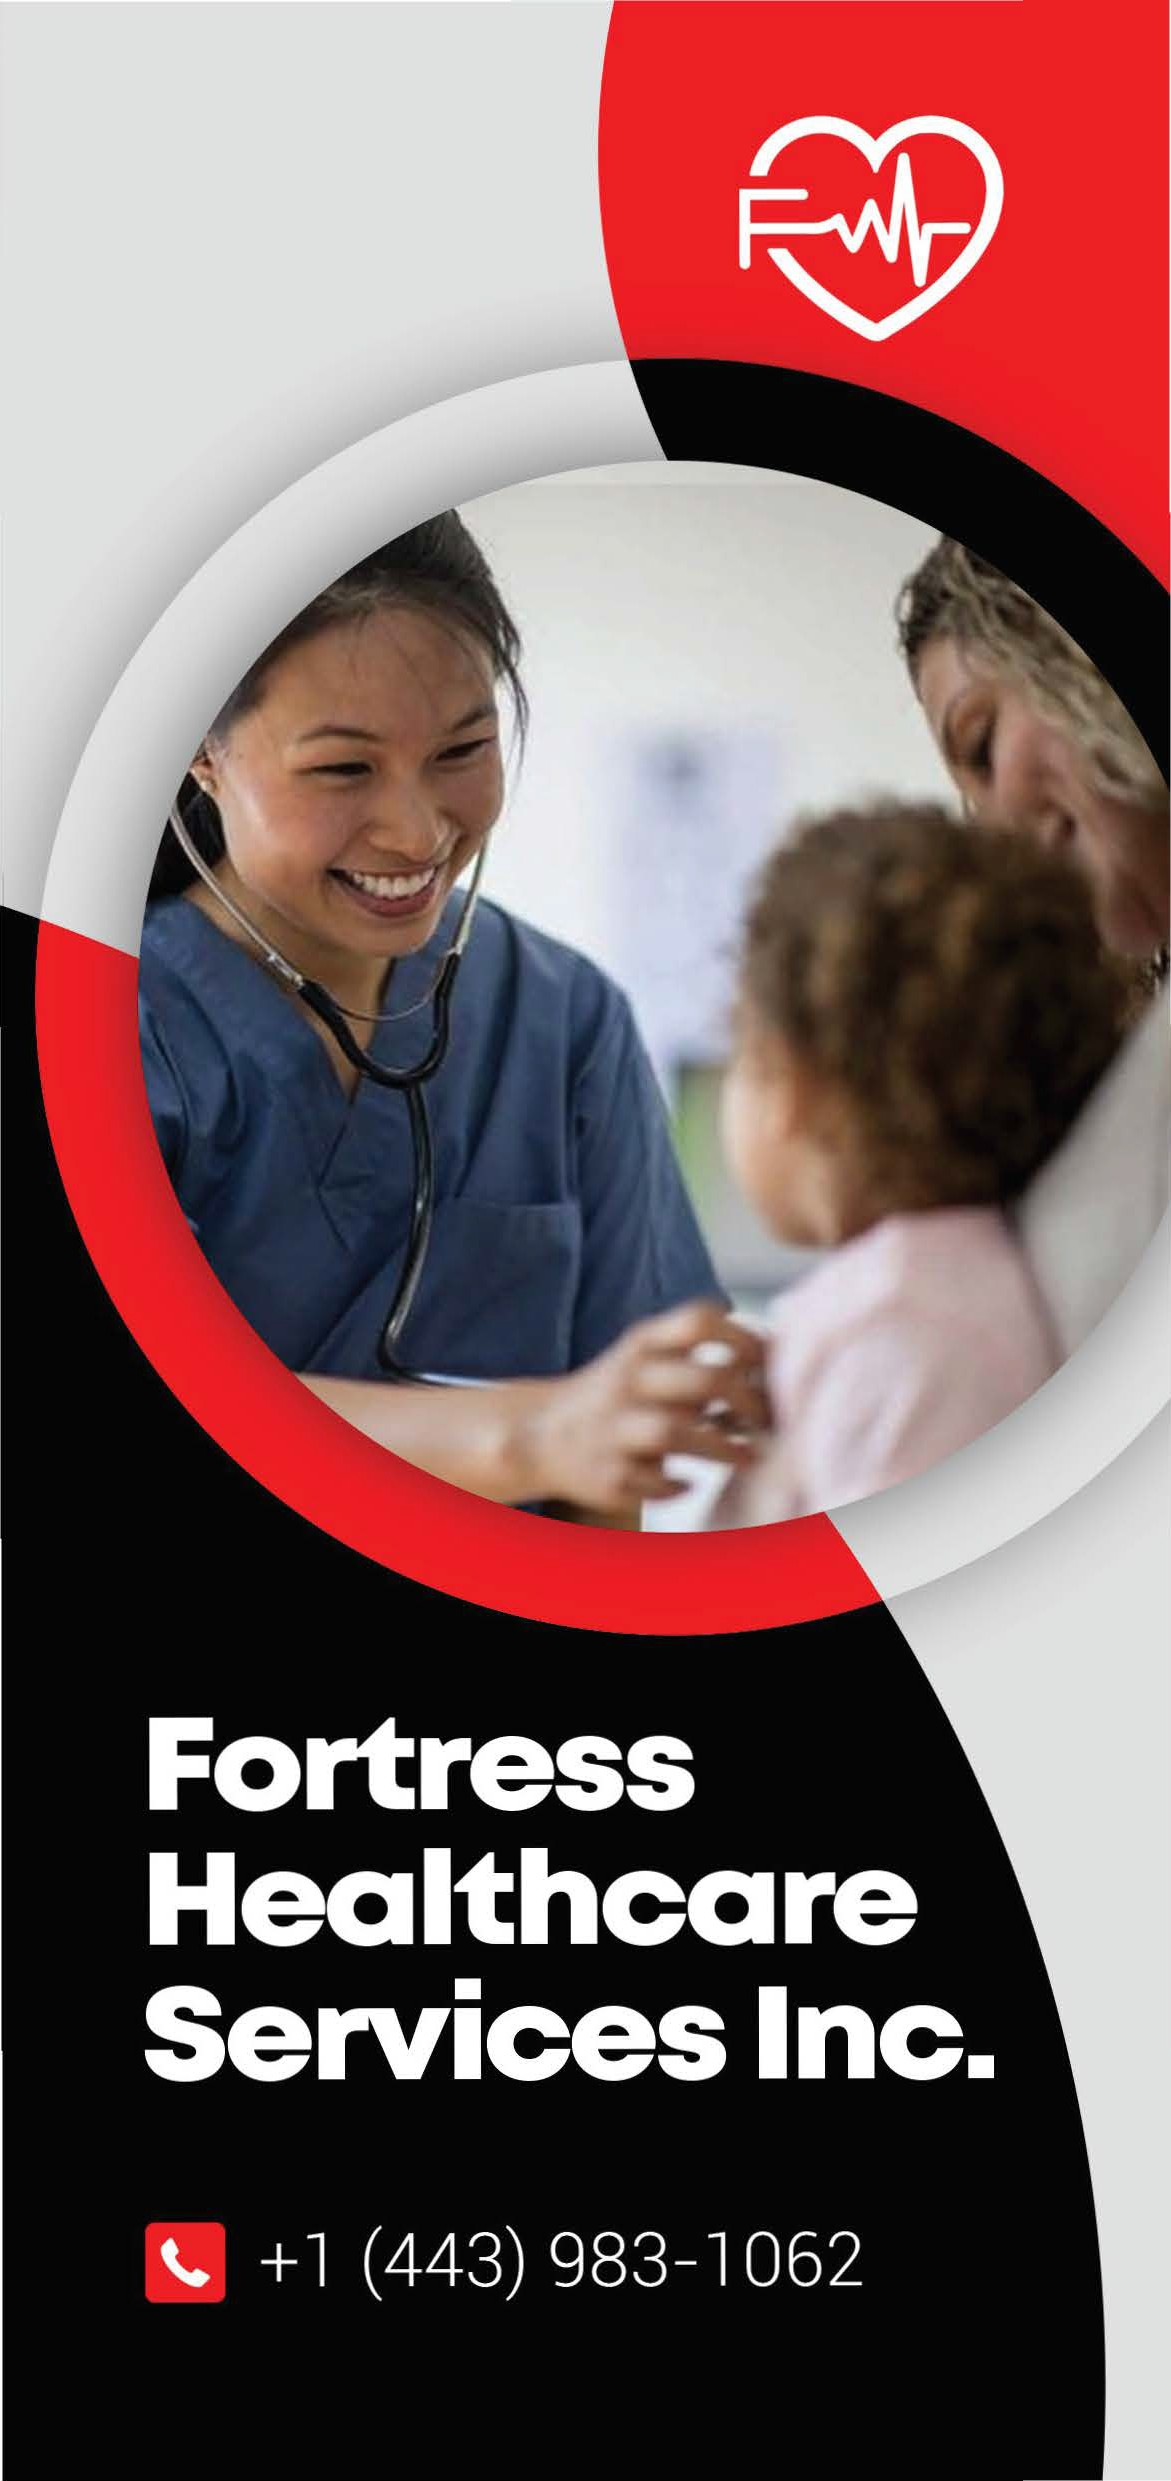 Fortress
Healthcare
Services Inc.
+1 (443) 983-1062